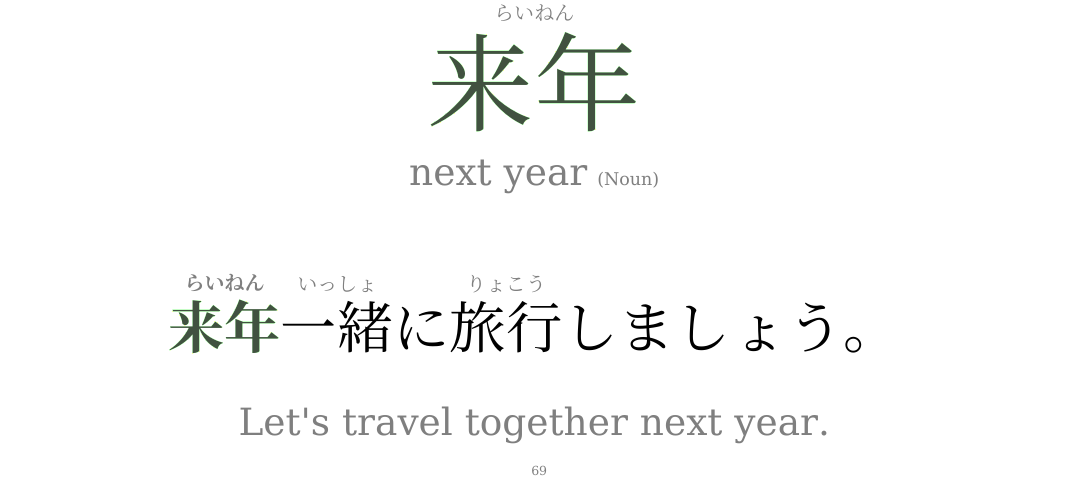 らいねん
来年
next year (Noun)
らいねん いっしょ りょこう
来年一緒に旅行しましょう。
Let's travel together next year.
69